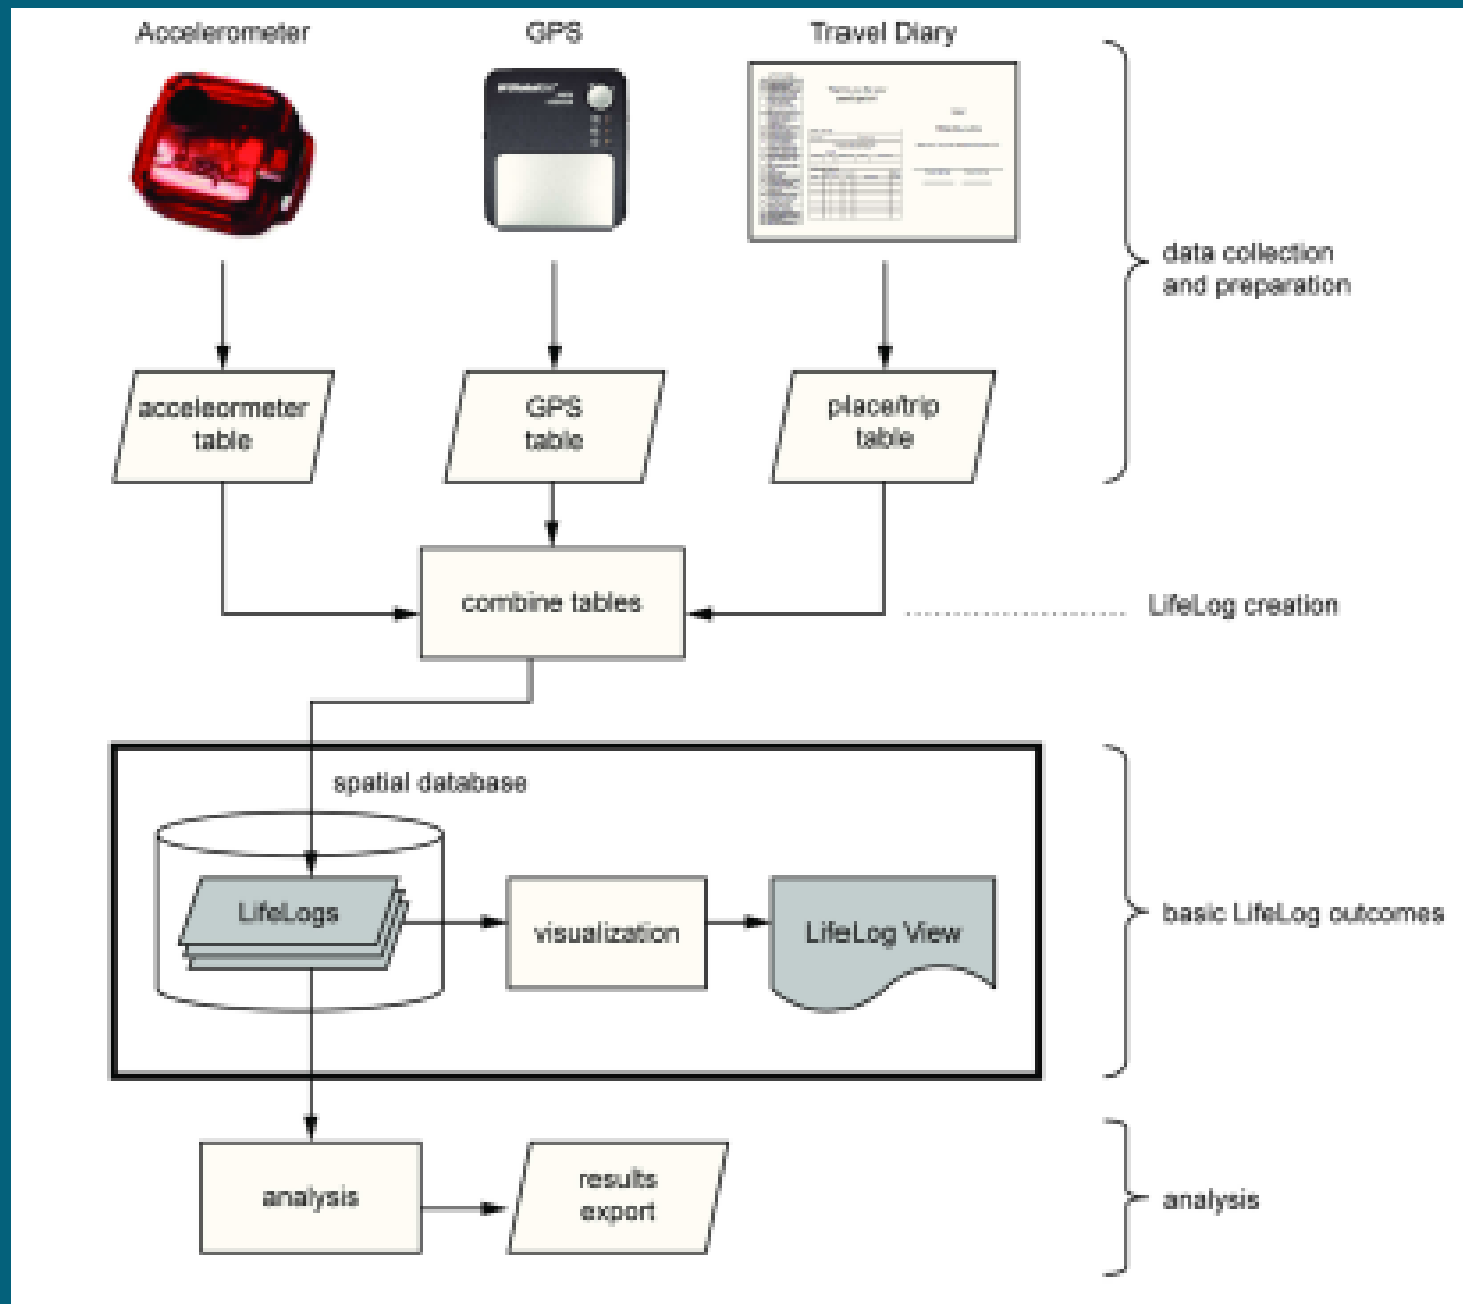 Accelerometer
GPS
Travel Diary
data collection
and preparation
acceleormeter
table
GPS
table
place/trip
table
combine tables
LifeLog creation
spatial database
LifeLogs
visualization
LifeLog View
basic LifeLog outcomes
analysis
results
export
analysis